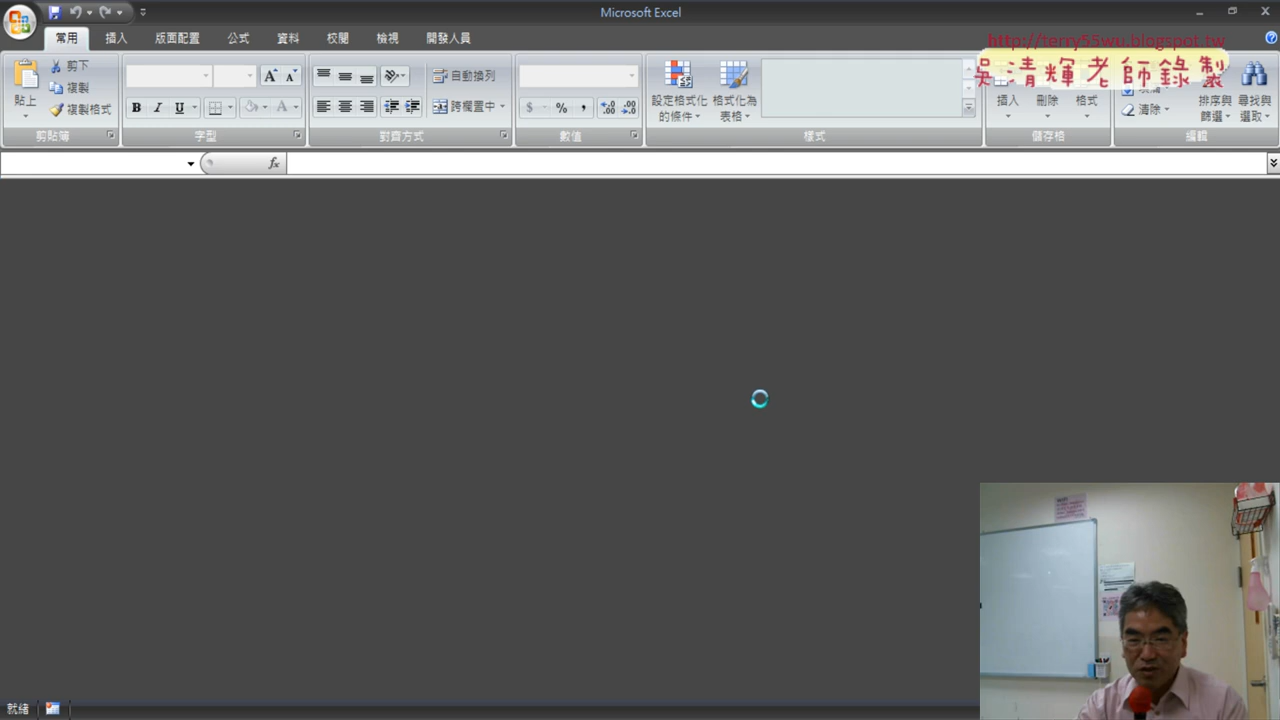 Microsoft Excel
常用 插入 版面配置 公式 資料 校閱 檢視 開發人員
http://terry55wu.blogspot.tw
吳清輝老師錄製
貼上
剪下
複製
複製格式
剪貼簿
B I U
A A
字型
自動換列
跨欄置中
對齊方式
$ % ,
數值
設定格式化
的條件
格式化為
表格
樣式
插入 刪除 格式
儲存格
清除
排序與
篩選
尋找與
選取
編輯
fx
就緒